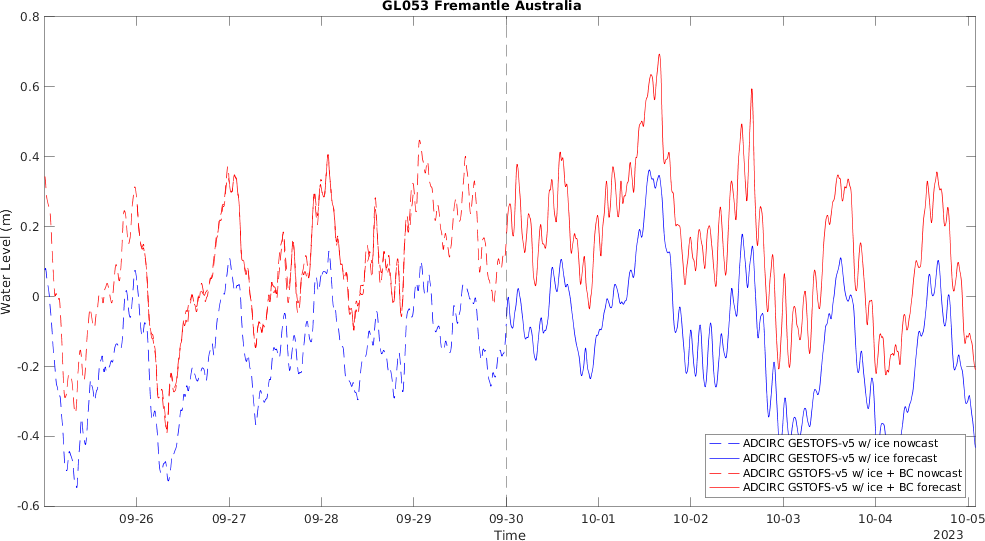 GL053 Fremantle Australia
0.8
0.6
0.4
0.2
0
-0.2
-0.4
-0.6
Water Level (m)
ADCIRC GESTOFS-v5 w/ ice nowcast
ADCIRC GESTOFS-v5 w/ ice forecast
ADCIRC GSTOFS-v5 w/ ice + BC nowcast
ADCIRC GSTOFS-v5 w/ ice + BC forecast
09-26 09-27 09-28 09-29 09-30 10-01 10-02 10-03 10-04 10-05
Time 2023